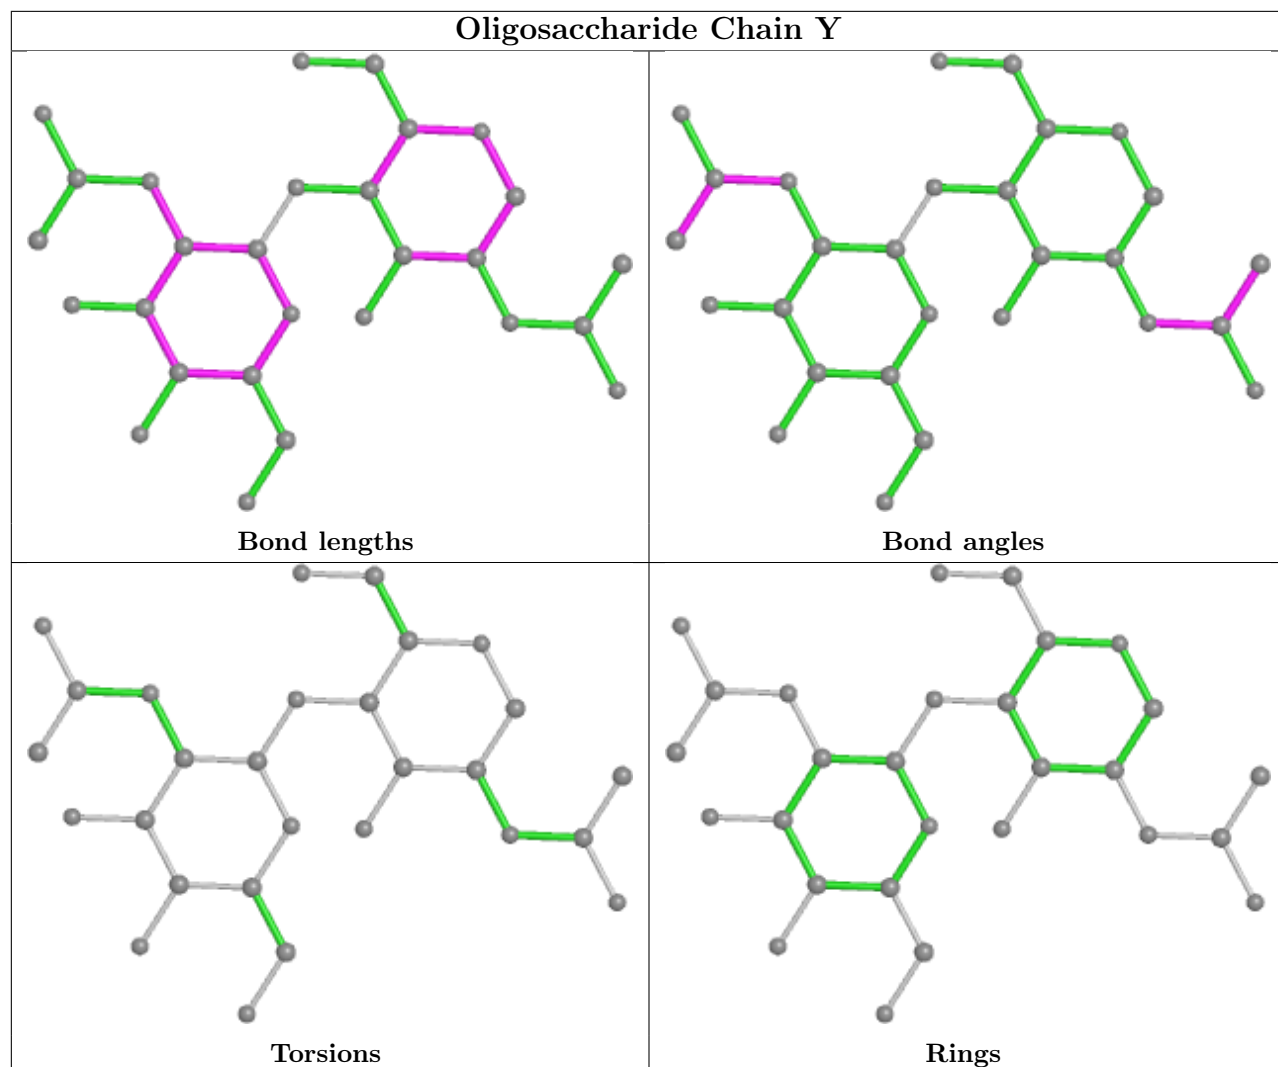 Oligosaccharide Chain Y
Bond lengths
Bond angles
Torsions
Rings